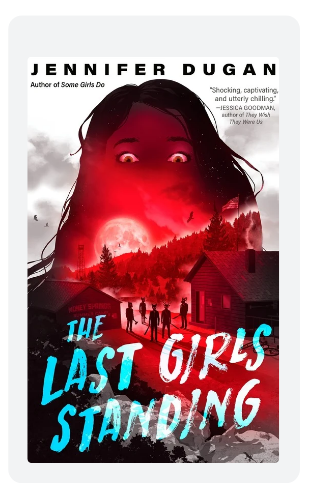 JENNIFER DUGAN
Author of Some Girls Do
"Shocking, captivating,
and utterly chilling."
—JESSICA GOODMAN,
author of They Wish
They Were Us
THE
LAST GIRLS
STANDING